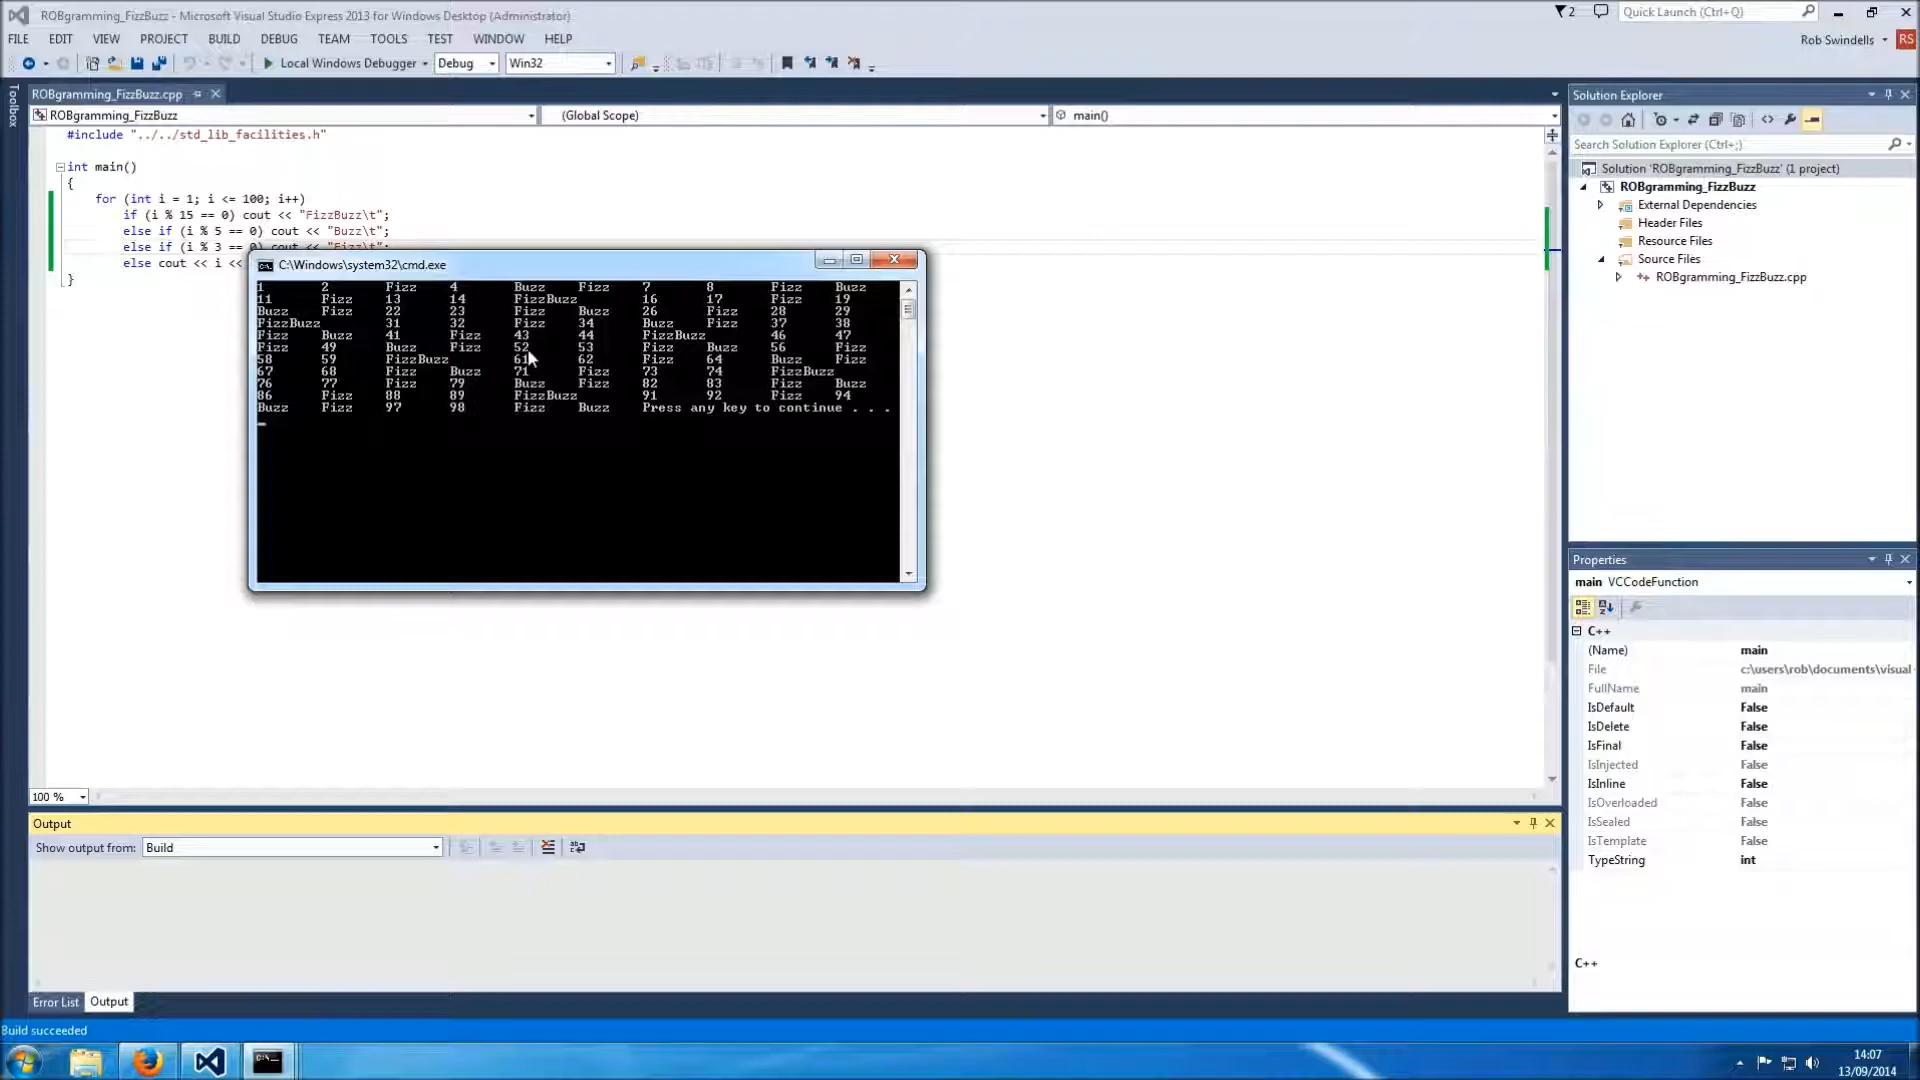 ROBgramming_FizzBuzz - Microsoft Visual Studio Express 2013 for Windows Desktop (Administrator)
2
Quick Launch (Ctrl+Q)
FILE EDIT VIEW PROJECT BUILD DEBUG TEAM TOOLS TEST WINDOW HELP
Rob Swindells
RS
Local Windows Debugger
Debug
Win32
Toolbox
ROBgramming_FizzBuzz.cpp
ROBgramming_FizzBuzz
(Global Scope)
main()
#include "../../std_lib_facilities.h"
int main()
{
for (int i = 1; i <= 100; i++)
if (i % 15 == 0) cout << "FizzBuzz\t";
else if (i % 5 == 0) cout << "Buzz\t";
else if (i % 3 == 0) cout << "Fizz\t";
else cout << i <<
}
C:\Windows\system32\cmd.exe
1 2 Fizz 4 Buzz Fizz 7 8 Fizz Buzz
11 Fizz 13 14 FizzBuzz 16 17 Fizz 19
Buzz Fizz 22 23 Fizz Buzz 26 Fizz 28 29
FizzBuzz 31 32 Fizz 34 Buzz Fizz 37 38
Fizz Buzz 41 Fizz 43 44 FizzBuzz 46 47
Fizz 49 Buzz Fizz 52 53 Fizz Buzz 56 Fizz
58 59 FizzBuzz 61 62 Fizz 64 Buzz Fizz
67 68 Fizz Buzz 71 Fizz 73 74 FizzBuzz
76 77 Fizz 79 Buzz Fizz 82 83 Fizz Buzz
86 Fizz 88 89 FizzBuzz 91 92 Fizz 94
Buzz Fizz 97 98 Fizz Buzz Press any key to continue . . .
100 %
Output
Show output from: Build
Error List Output
Build succeeded
Solution Explorer
Search Solution Explorer (Ctrl+;)
Solution 'ROBgramming_FizzBuzz' (1 project)
ROBgramming_FizzBuzz
External Dependencies
Header Files
Resource Files
Source Files
ROBgramming_FizzBuzz.cpp
Properties
main VCCodeFunction
C++
(Name) main
File c:\users\rob\documents\visual
FullName main
IsDefault False
IsDelete False
IsFinal False
IsInjected False
IsInline False
IsOverloaded False
IsSealed False
IsTemplate False
TypeString int
C++
14:07
13/09/2014